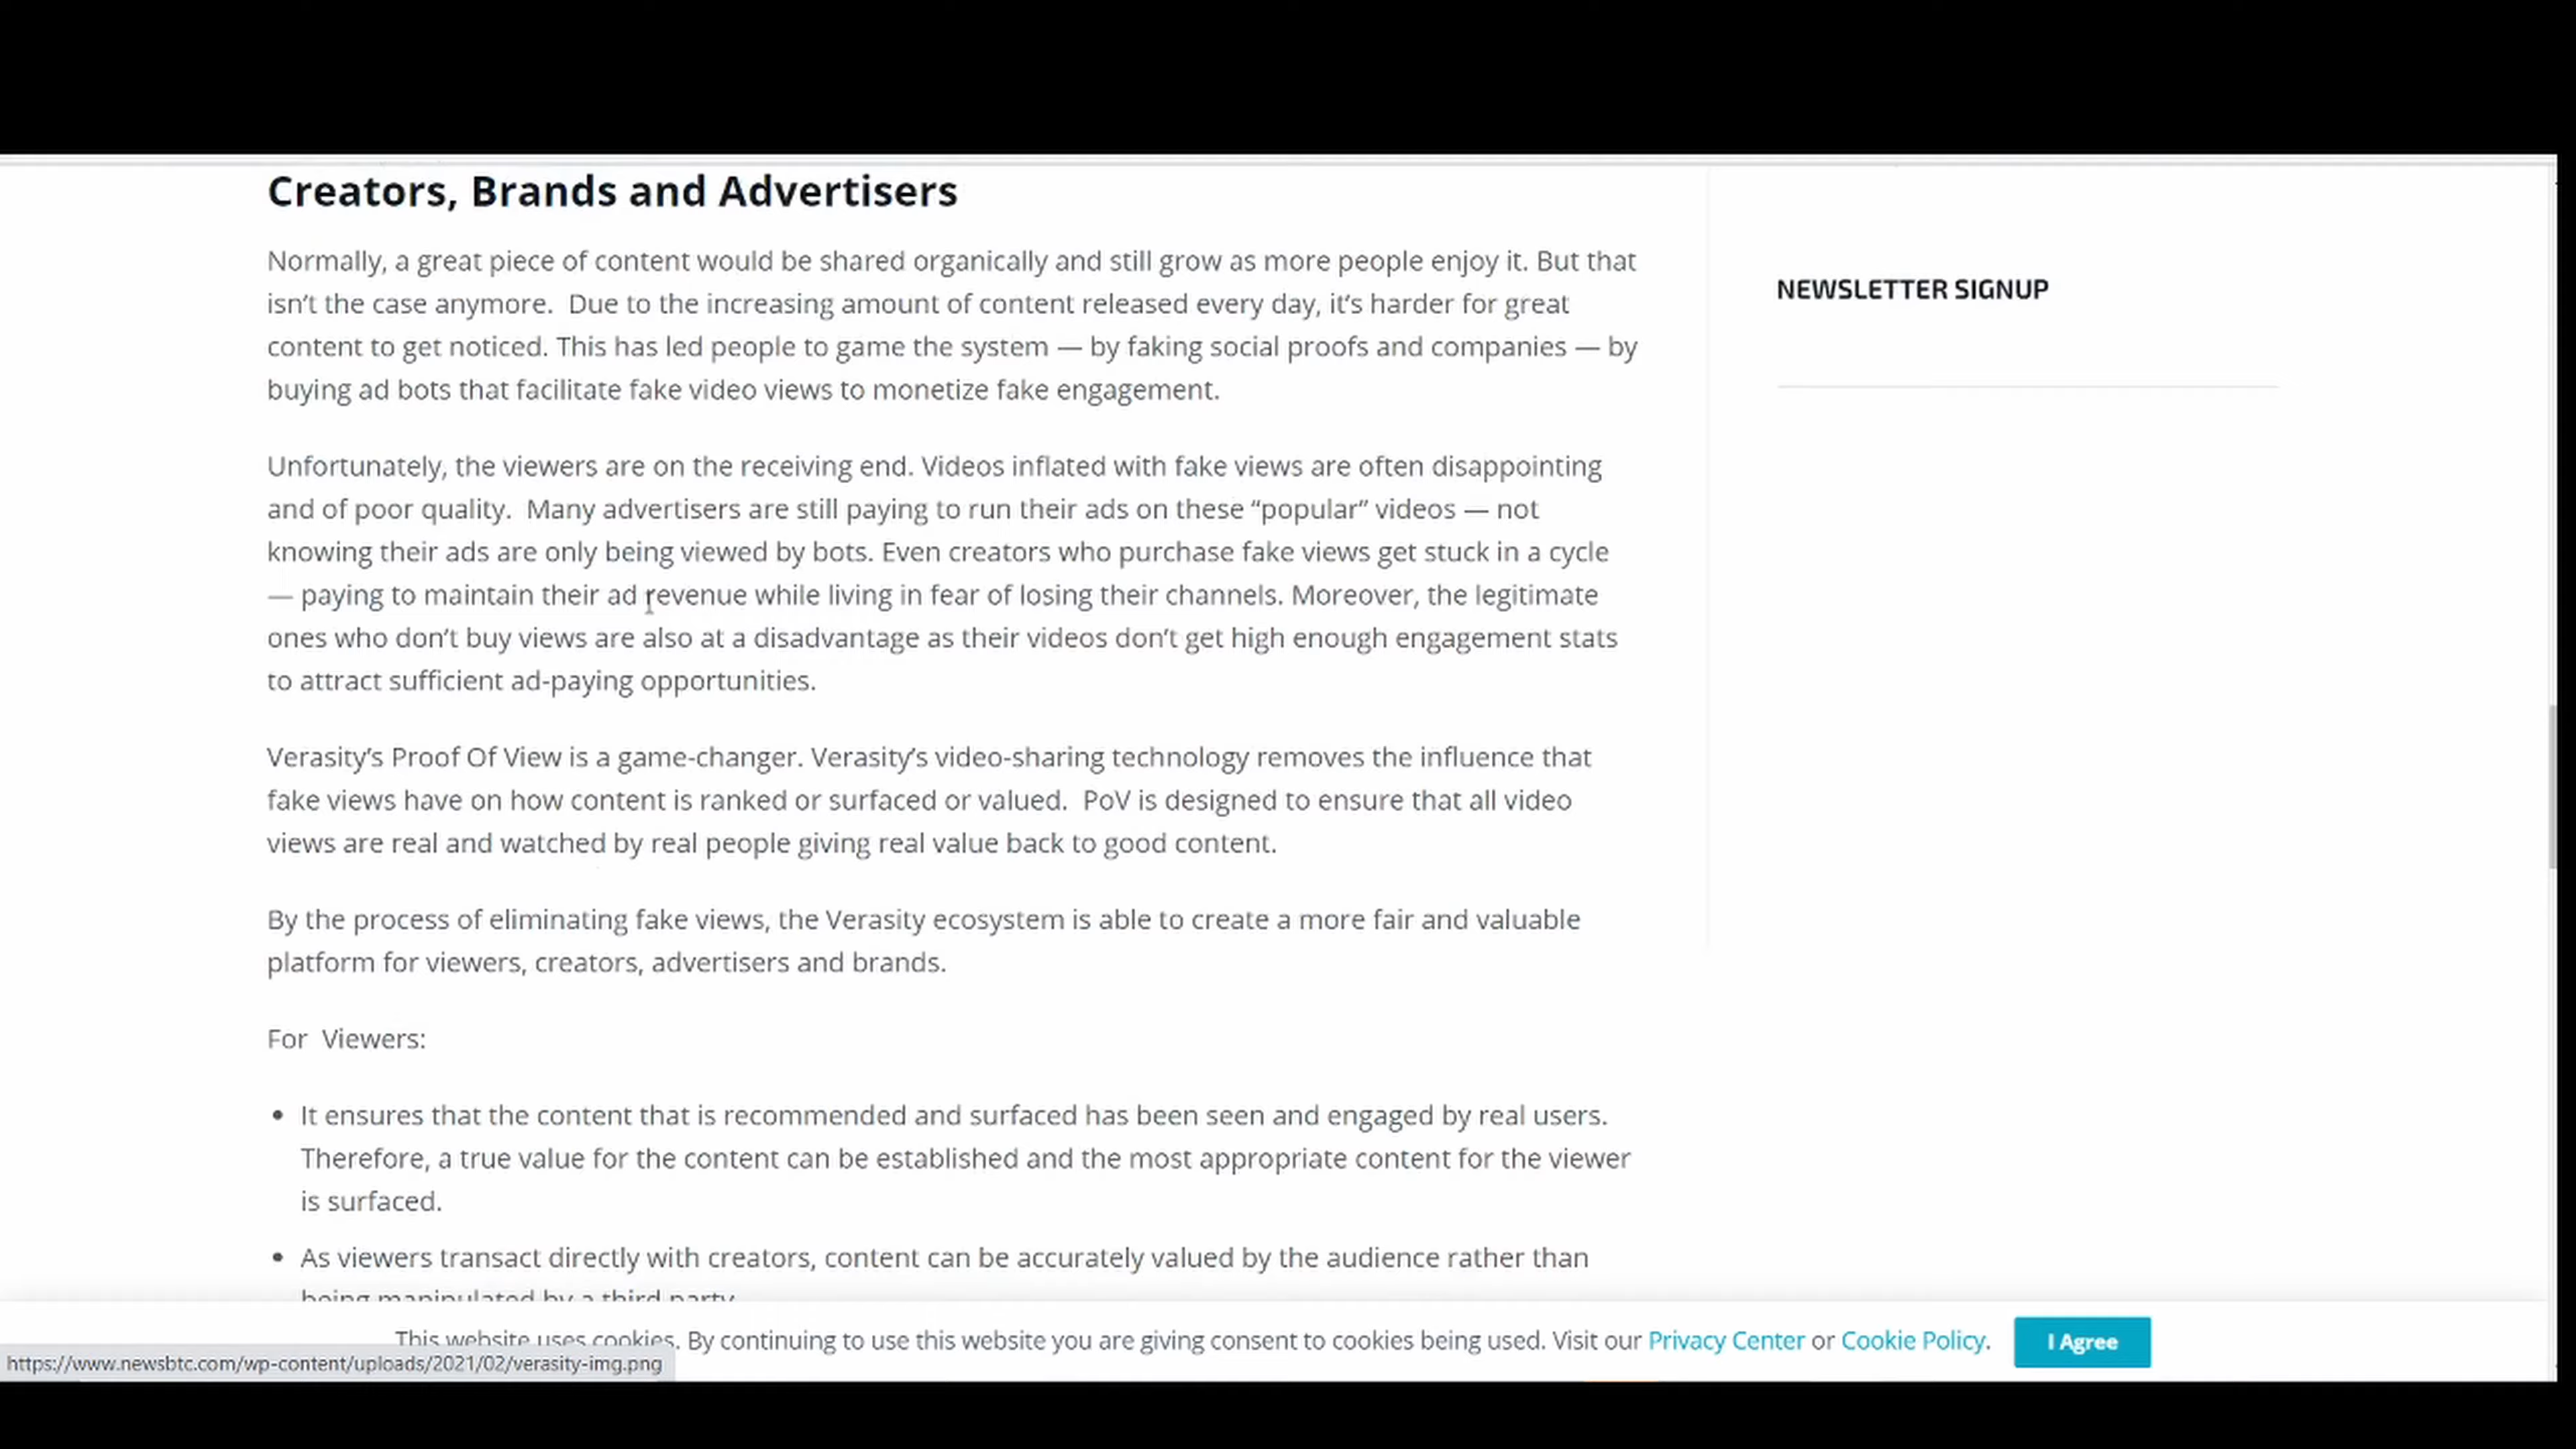 Creators, Brands and Advertisers
Normally, a great piece of content would be shared organically and still grow as more people enjoy it. But that
isn’t the case anymore.  Due to the increasing amount of content released every day, it’s harder for great
content to get noticed. This has led people to game the system — by faking social proofs and companies — by
buying ad bots that facilitate fake video views to monetize fake engagement.
Unfortunately, the viewers are on the receiving end. Videos inflated with fake views are often disappointing
and of poor quality.  Many advertisers are still paying to run their ads on these “popular” videos — not
knowing their ads are only being viewed by bots. Even creators who purchase fake views get stuck in a cycle
— paying to maintain their ad revenue while living in fear of losing their channels. Moreover, the legitimate
ones who don’t buy views are also at a disadvantage as their videos don’t get high enough engagement stats
to attract sufficient ad-paying opportunities.
Verasity’s Proof Of View is a game-changer. Verasity’s video-sharing technology removes the influence that
fake views have on how content is ranked or surfaced or valued.  PoV is designed to ensure that all video
views are real and watched by real people giving real value back to good content.
By the process of eliminating fake views, the Verasity ecosystem is able to create a more fair and valuable
platform for viewers, creators, advertisers and brands.
For  Viewers:
• It ensures that the content that is recommended and surfaced has been seen and engaged by real users.
Therefore, a true value for the content can be established and the most appropriate content for the viewer
is surfaced.
• As viewers transact directly with creators, content can be accurately valued by the audience rather than
being manipulated by a third party
NEWSLETTER SIGNUP
This website uses cookies. By continuing to use this website you are giving consent to cookies being used. Visit our Privacy Center or Cookie Policy.
I Agree
https://www.newsbtc.com/wp-content/uploads/2021/02/verasity-img.png